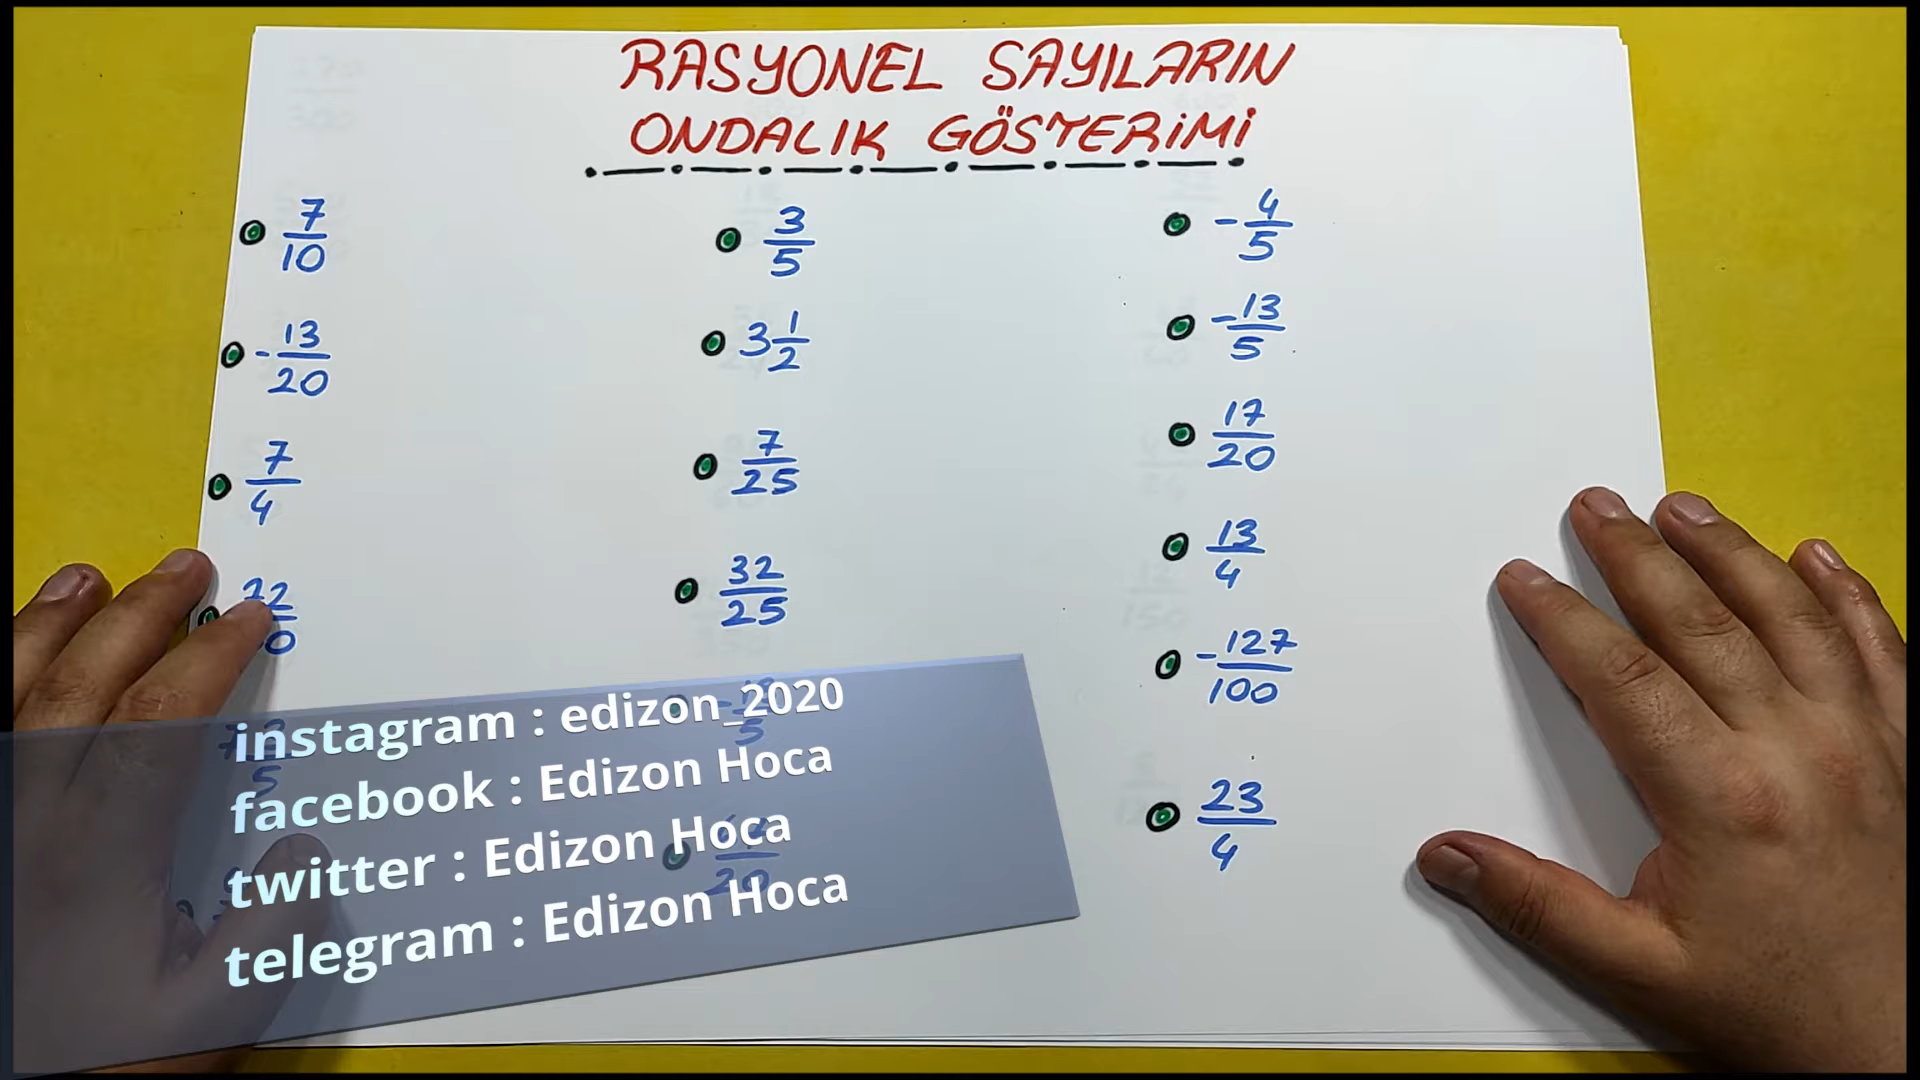 RASYONEL SAYILARIN
ONDALIK GÖSTERİMİ
7/10
-13/20
7/4
3/5
3 1/2
7/25
32/25
-4/5
-13/5
17/20
13/4
-127/100
23/4
instagram : edizon_2020
facebook : Edizon Hoca
twitter : Edizon Hoca
telegram : Edizon Hoca